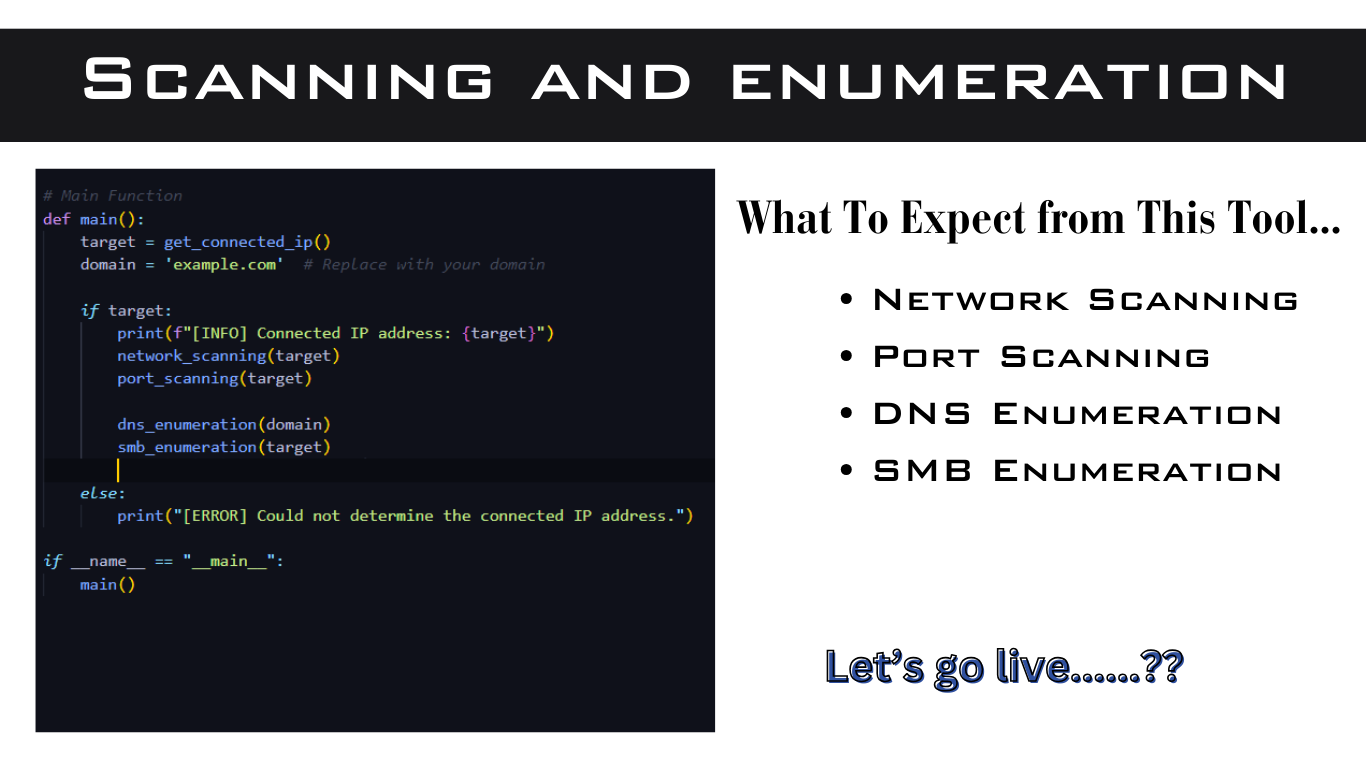 Scanning and enumeration
# Main Function
def main():
    target = get_connected_ip()
    domain = 'example.com'  # Replace with your domain
    if target:
        print(f"[INFO] Connected IP address: {target}")
        network_scanning(target)
        port_scanning(target)
        dns_enumeration(domain)
        smb_enumeration(target)
    else:
        print("[ERROR] Could not determine the connected IP address.")
if __name__ == "__main__":
    main()
What To Expect from This Tool...
• Network Scanning
• Port Scanning
• DNS Enumeration
• SMB Enumeration
Let's go live......??